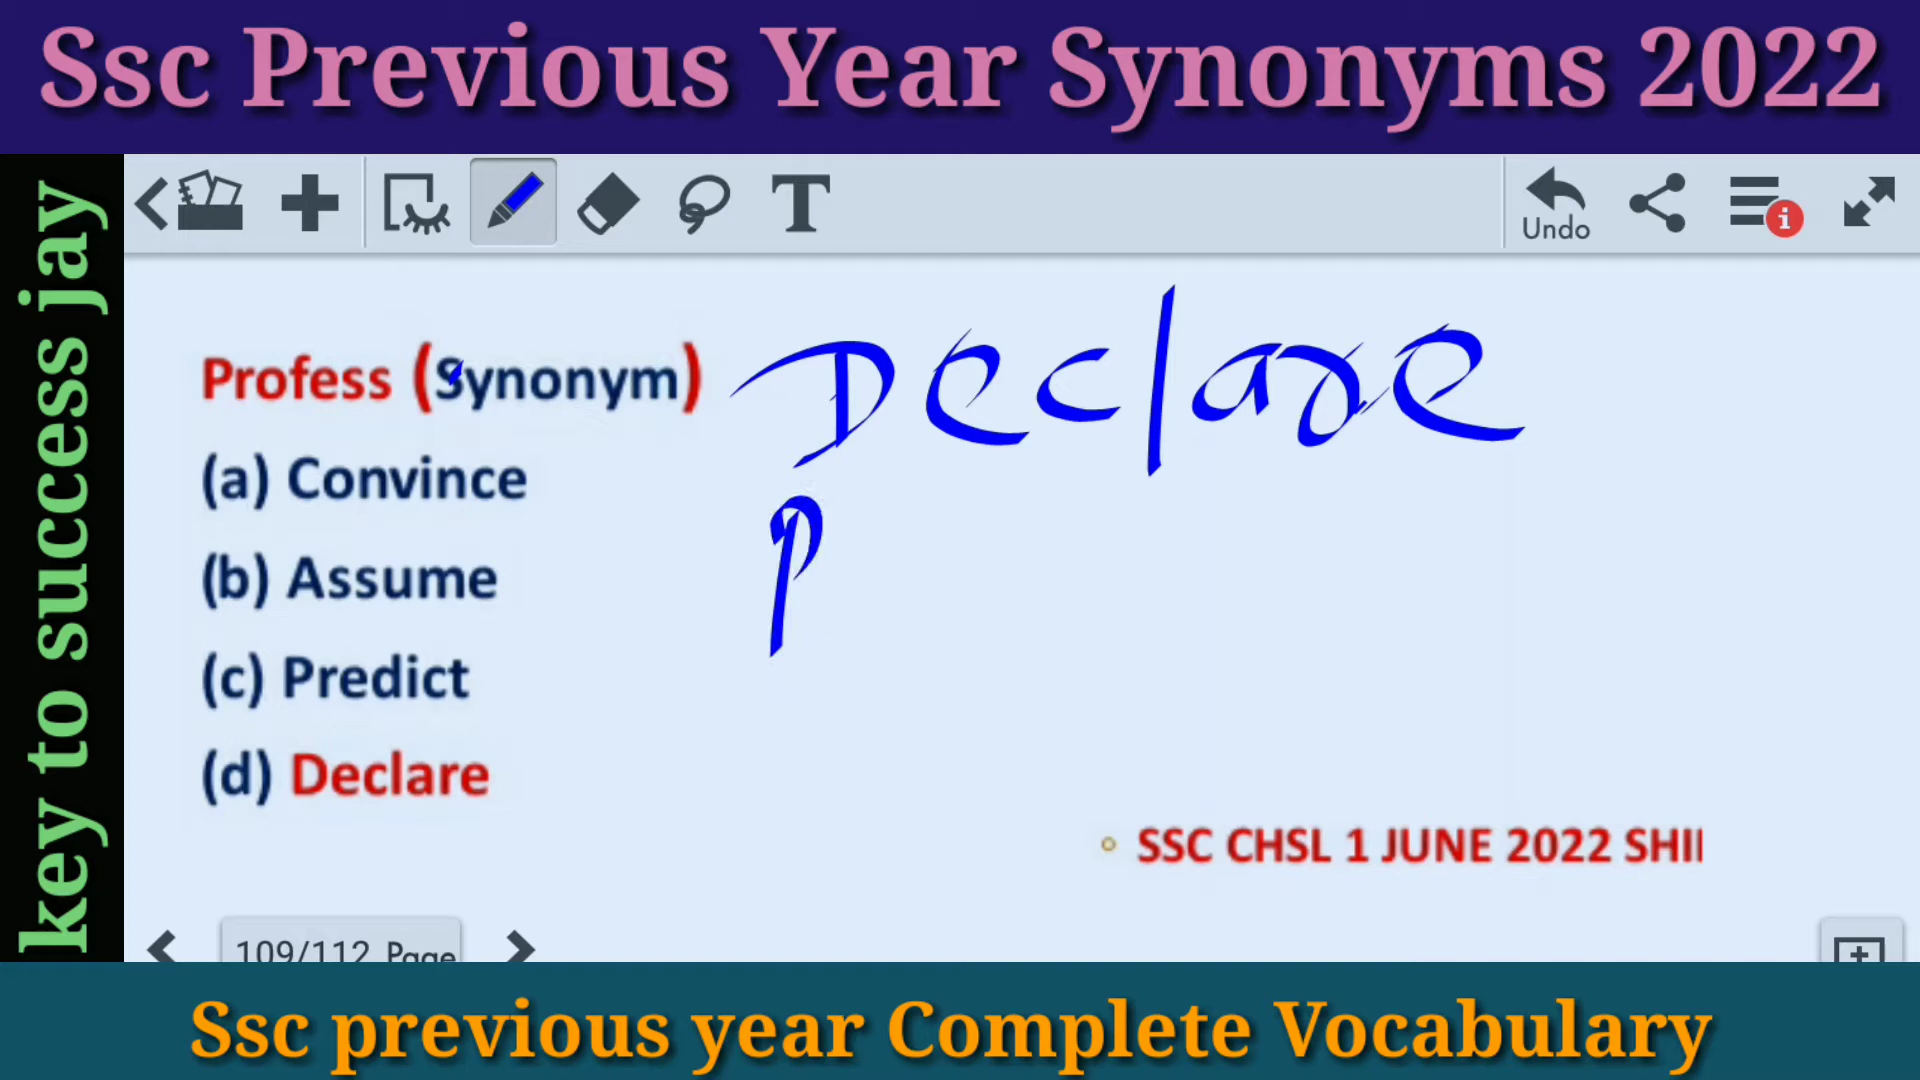 Ssc Previous Year Synonyms 2022
key to success jay
T
Undo
Profess (Synonym) Declare
P
(a) Convince
(b) Assume
(c) Predict
(d) Declare
SSC CHSL 1 JUNE 2022
109/112 Page
Ssc previous year Complete Vocabulary